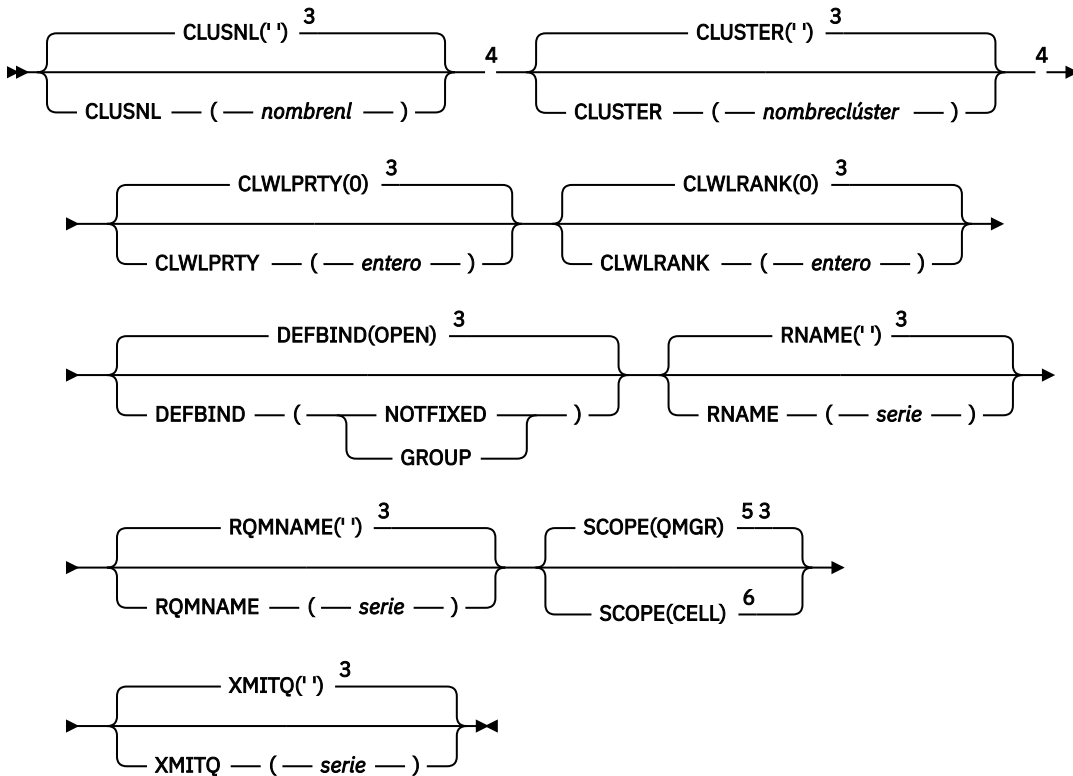 CLUSNL(' ') 3 CLUSTER(' ') 3
4 4
CLUSNL ( nombrenl ) CLUSTER ( nombreclúster )
CLWLPRTY(0) 3 CLWLRANK(0) 3
CLWLPRTY ( entero ) CLWLRANK ( entero )
DEFBIND(OPEN) 3 RNAME(' ') 3
DEFBIND ( NOTFIXED ) RNAME ( serie )
GROUP
RQMNAME(' ') 3 SCOPE(QMGR) 5 3
RQMNAME ( serie ) SCOPE(CELL) 6
XMITQ(' ') 3
XMITQ ( serie )